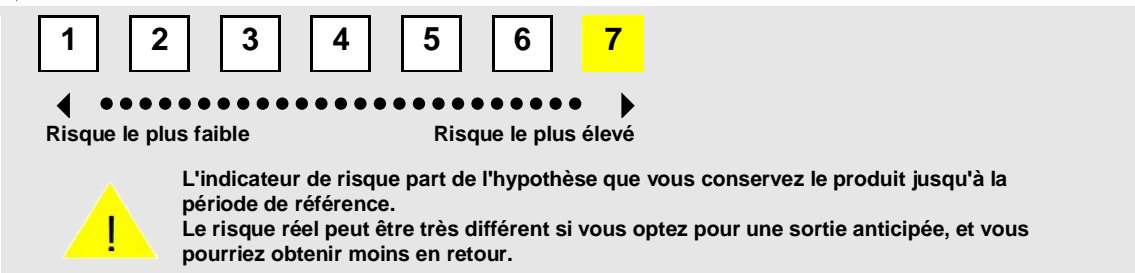 1 2 3 4 5 6 7
Risque le plus faible Risque le plus élevé
! L'indicateur de risque part de l'hypothèse que vous conservez le produit jusqu'à la
période de référence.
Le risque réel peut être très différent si vous optez pour une sortie anticipée, et vous
pourriez obtenir moins en retour.